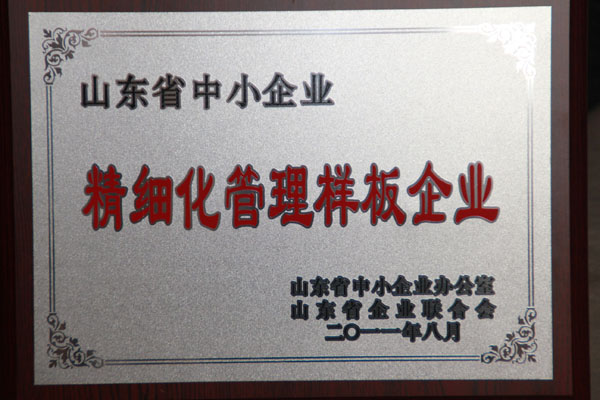 山东省中小企业
精细化管理样板企业
山东省中小企业办公室
山东省企业联合会
二〇一一年八月